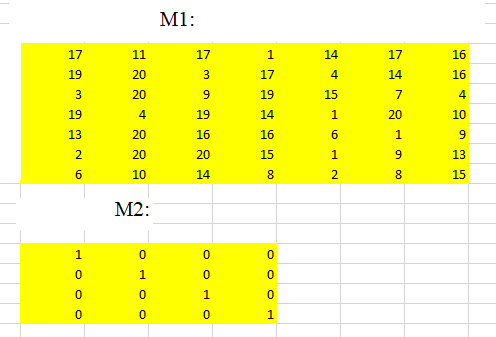 M1:
17 11 17 1 14 17 16
19 20 3 17 4 14 16
3 20 9 19 15 7 4
19 4 19 14 1 20 10
13 20 16 16 6 1 9
2 20 20 15 1 9 13
6 10 14 8 2 8 15
M2:
1 0 0 0
0 1 0 0
0 0 1 0
0 0 0 1